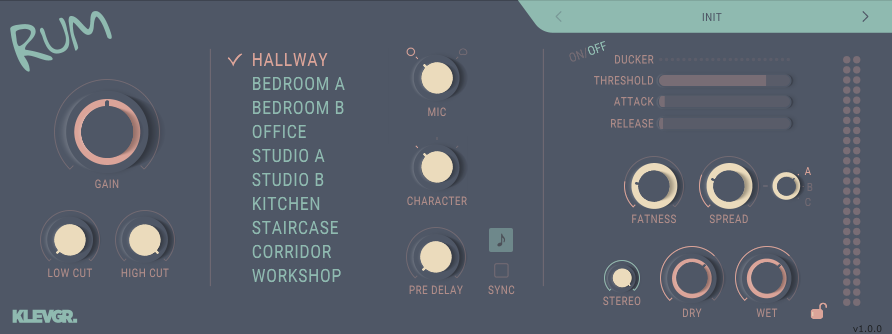 RUM
INIT
ON/OFF
HALLWAY
BEDROOM A
BEDROOM B
OFFICE
STUDIO A
STUDIO B
KITCHEN
STAIRCASE
CORRIDOR
WORKSHOP
GAIN
LOW CUT
HIGH CUT
MIC
CHARACTER
PRE DELAY
SYNC
DUCKER
THRESHOLD
ATTACK
RELEASE
FATNESS
SPREAD
A
B
C
STEREO
DRY
WET
KLEVGR.
v1.0.0